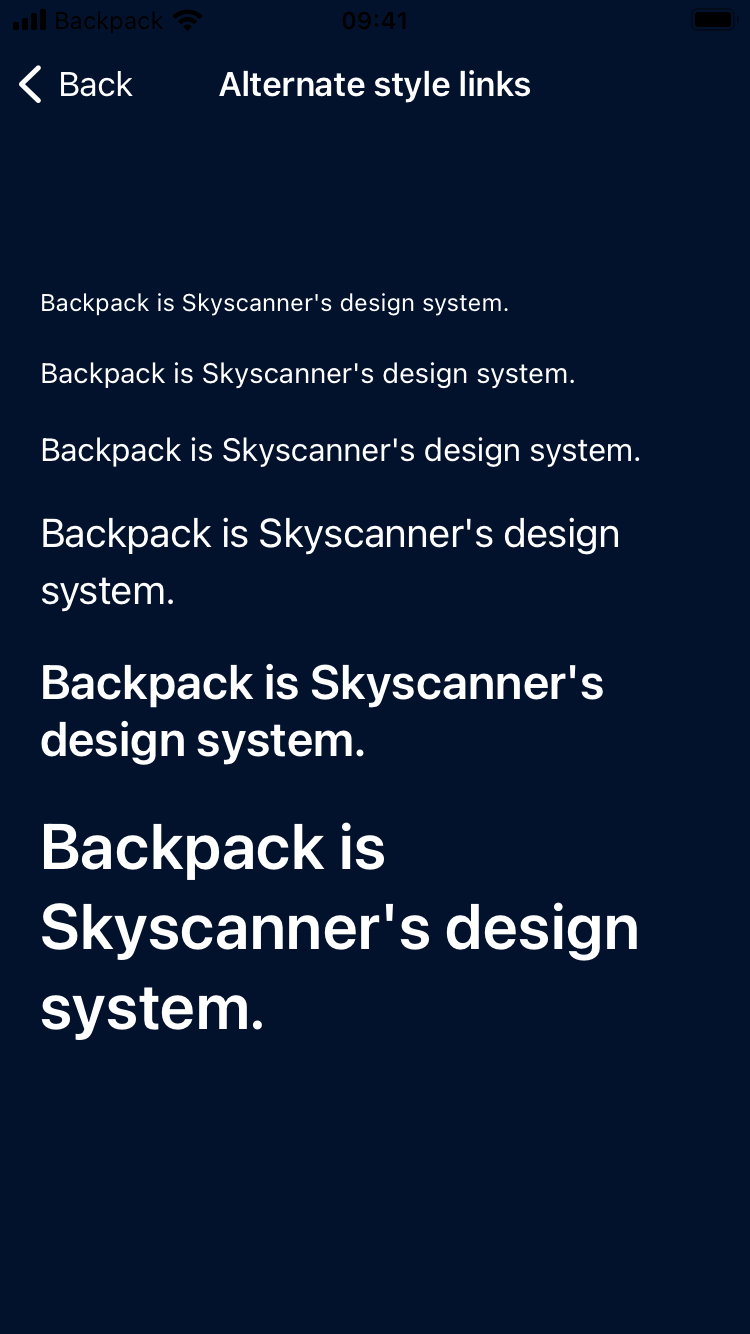 Backpack 09:41
Back Alternate style links
Backpack is Skyscanner's design system.
Backpack is Skyscanner's design system.
Backpack is Skyscanner's design system.
Backpack is Skyscanner's design
system.
Backpack is Skyscanner's
design system.
Backpack is
Skyscanner's design
system.